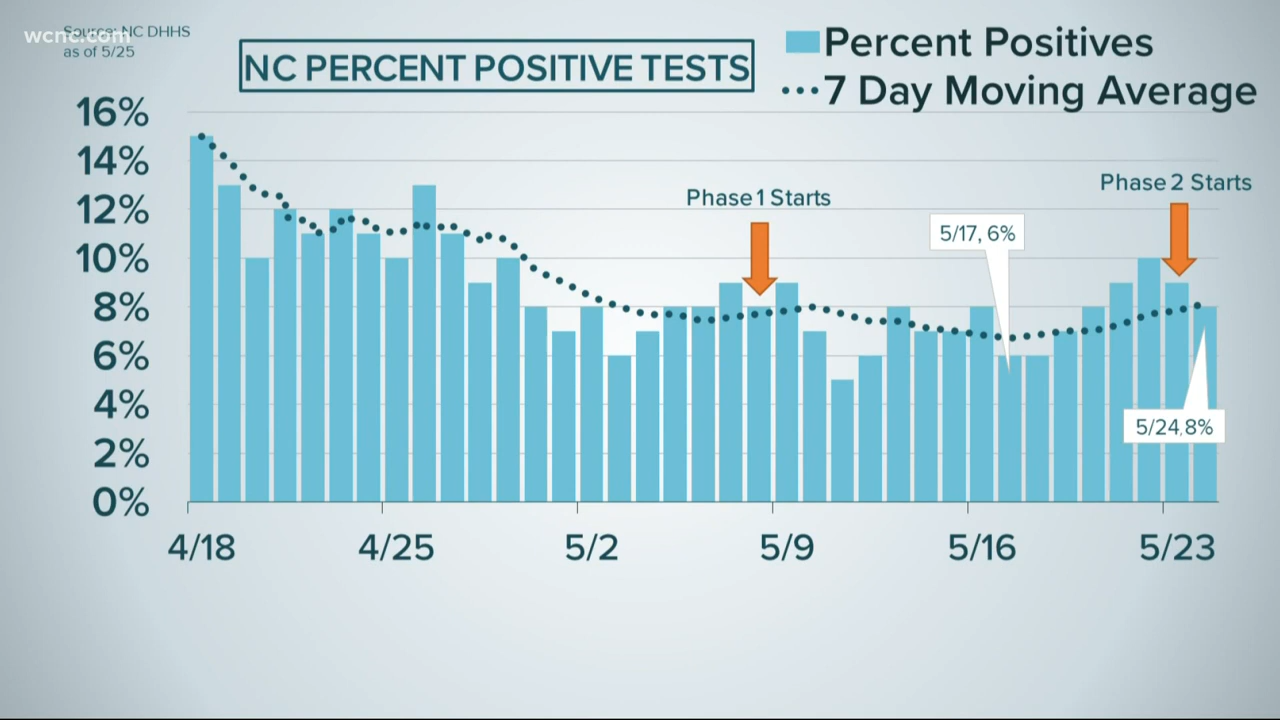 Source: NC DHHS
wcnc.com
as of 5/25
NC PERCENT POSITIVE TESTS
Percent Positives
7 Day Moving Average
16%
14%
12%
10%
8%
6%
4%
2%
0%
Phase 1 Starts
5/17, 6%
Phase 2 Starts
5/24, 8%
4/18
4/25
5/2
5/9
5/16
5/23